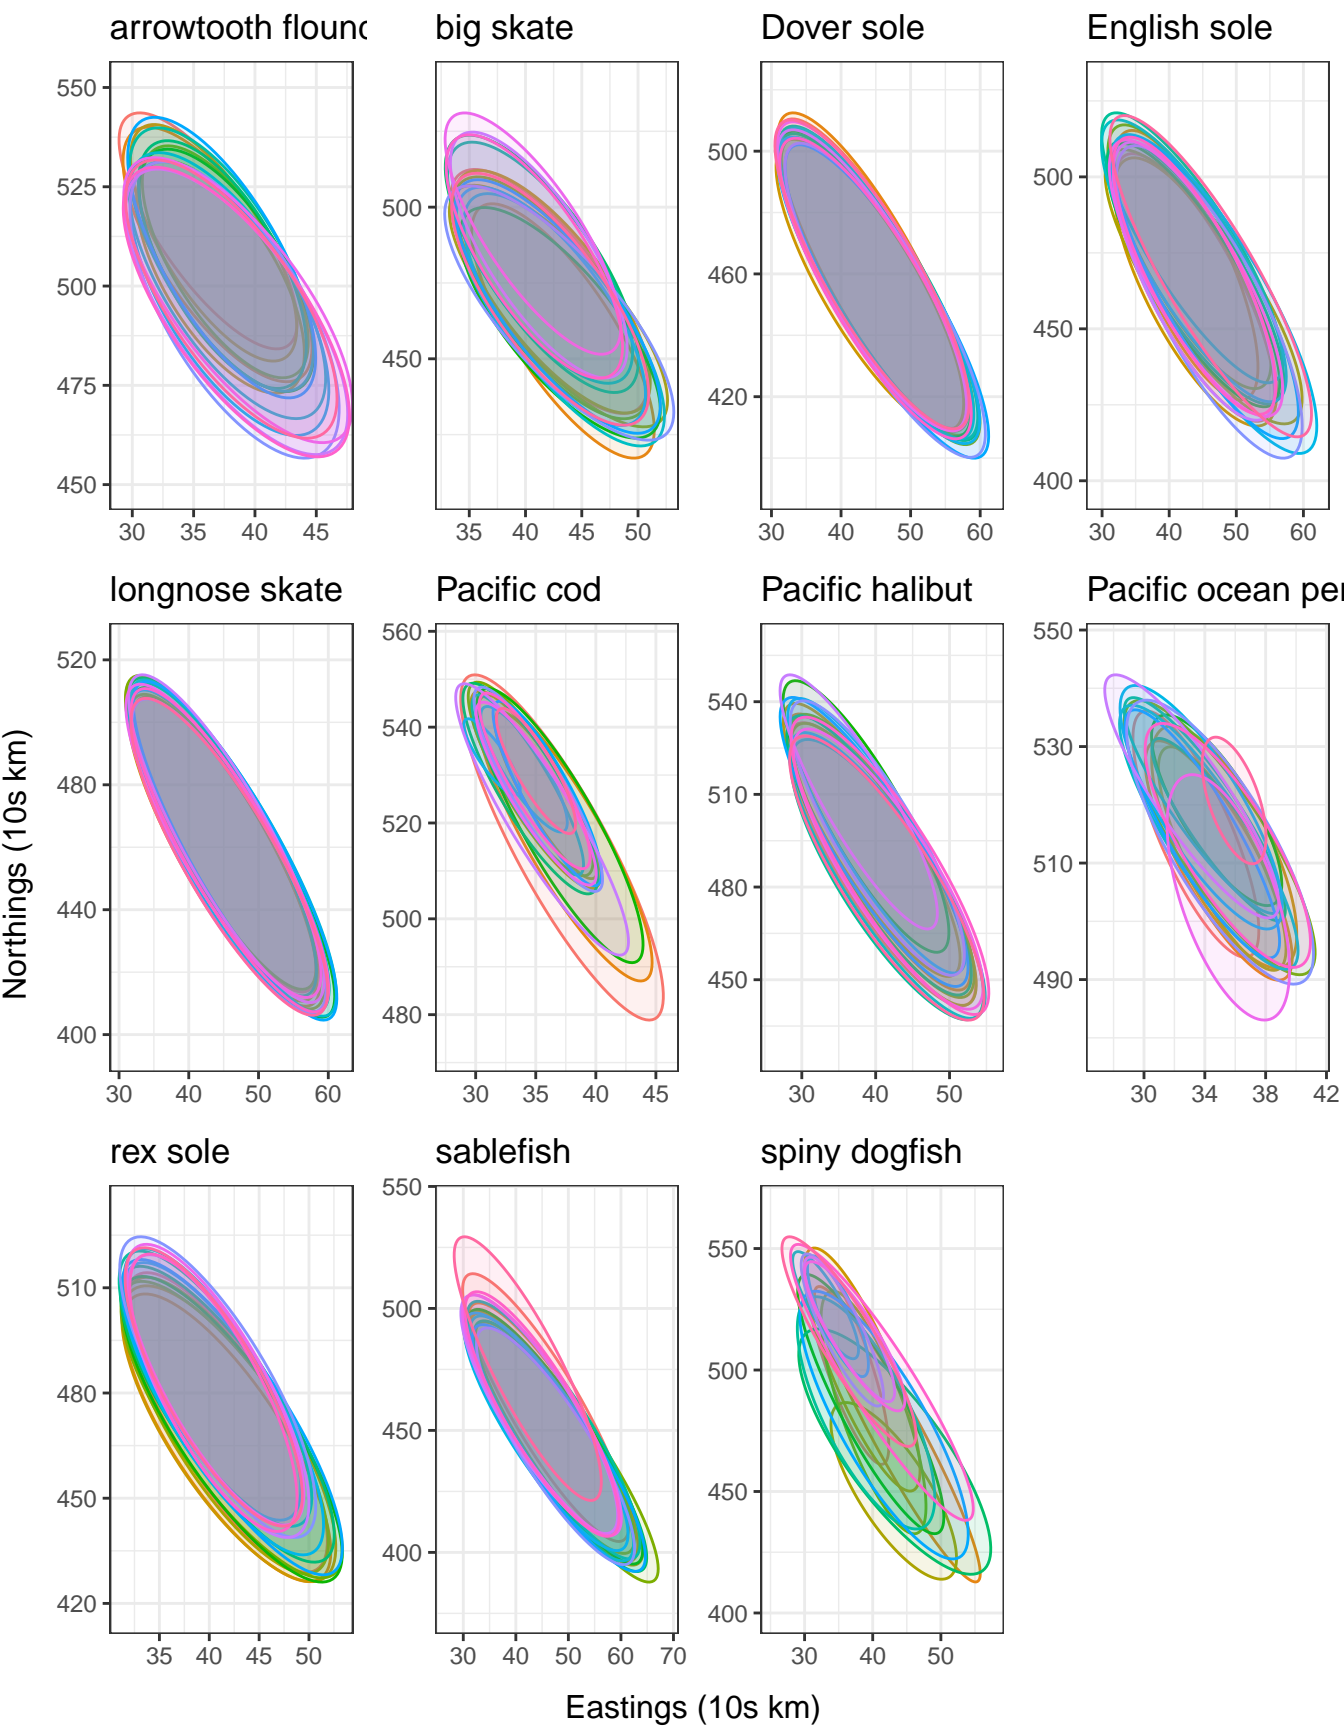 arrowtooth flound big skate Dover sole English sole
550 525 500 475 450
500 450
500 460 420
500 450 400
30 35 40 45
35 40 45 50
30 40 50 60
30 40 50 60
longnose skate Pacific cod Pacific halibut Pacific ocean per
520 480 440 400
560 540 520 500 480
540 510 480 450
550 530 510 490
30 40 50 60
30 35 40 45
30 40 50
30 34 38 42
Northings (10s km)
rex sole sablefish spiny dogfish
510 480 450 420
550 500 450 400
550 500 450 400
35 40 45 50
30 40 50 60 70
30 40 50
Eastings (10s km)